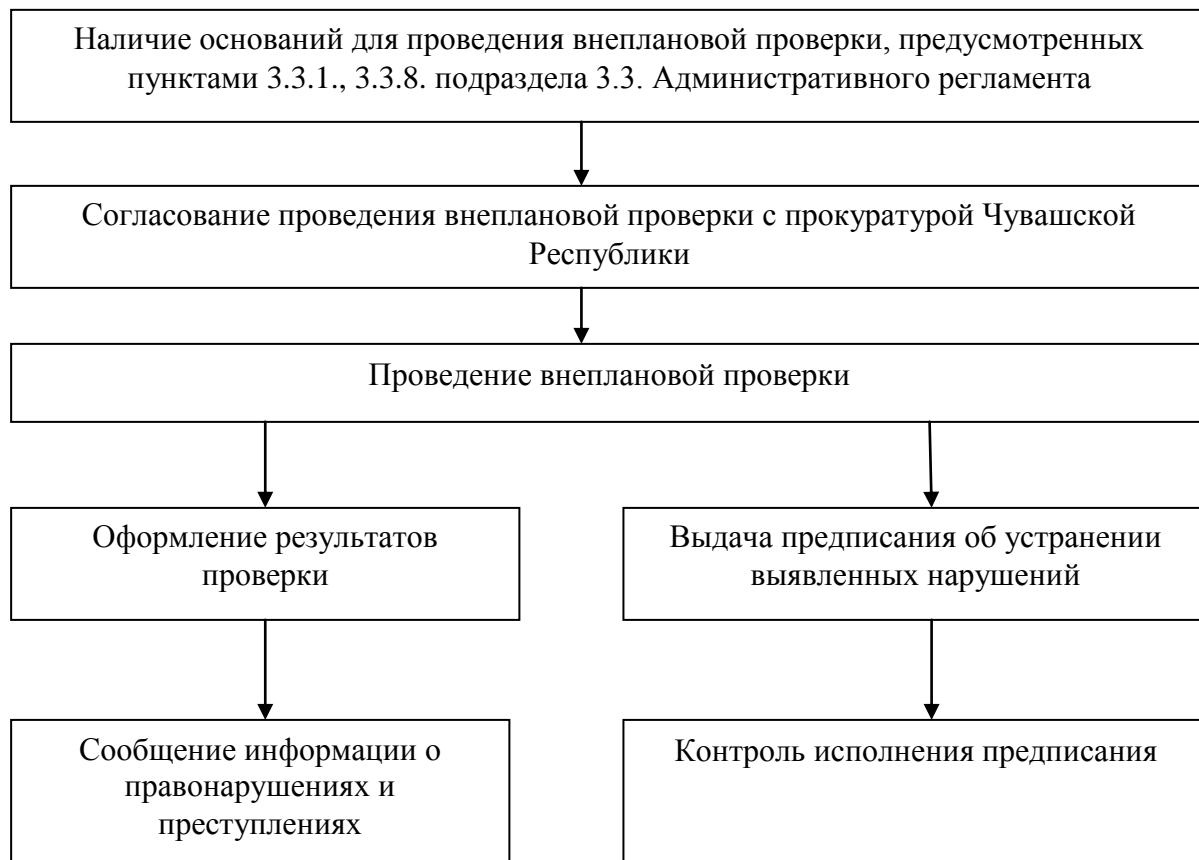 Наличие оснований для проведения внеплановой проверки, предусмотренных
пунктами 3.3.1., 3.3.8. подраздела 3.3. Административного регламента
Согласование проведения внеплановой проверки с прокуратурой Чувашской
Республики
Проведение внеплановой проверки
Оформление результатов
проверки
Выдача предписания об устранении
выявленных нарушений
Сообщение информации о
правонарушениях и
преступлениях
Контроль исполнения предписания